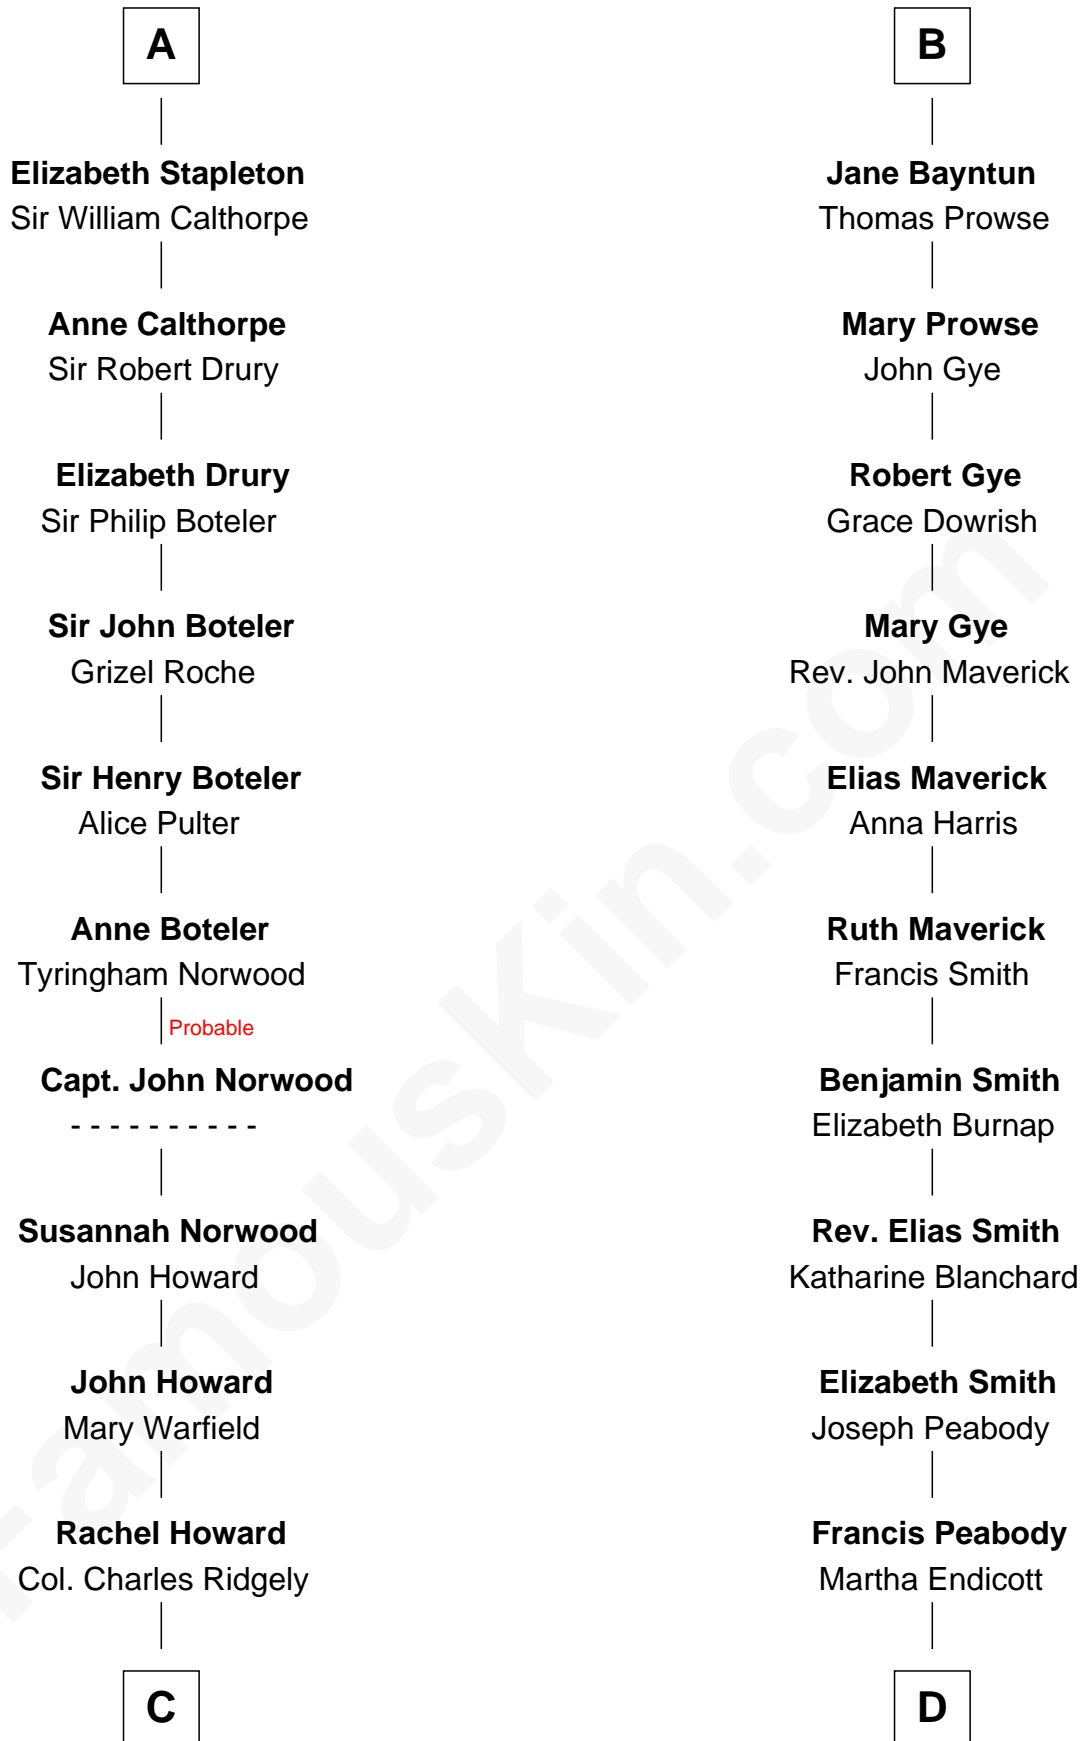 A
Elizabeth Stapleton
Sir William Calthorpe
Anne Calthorpe
Sir Robert Drury
Elizabeth Drury
Sir Philip Boteler
Sir John Boteler
Grizel Roche
Sir Henry Boteler
Alice Pulter
Anne Boteler
Tyringham Norwood
Probable
Capt. John Norwood
- - - - - - - - - -
Susannah Norwood
John Howard
John Howard
Mary Warfield
Rachel Howard
Col. Charles Ridgely
C
B
Jane Bayntun
Thomas Prowse
Mary Prowse
John Gye
Robert Gye
Grace Dowrish
Mary Gye
Rev. John Maverick
Elias Maverick
Anna Harris
Ruth Maverick
Francis Smith
Benjamin Smith
Elizabeth Burnap
Rev. Elias Smith
Katharine Blanchard
Elizabeth Smith
Joseph Peabody
Francis Peabody
Martha Endicott
D
FamousKin.com